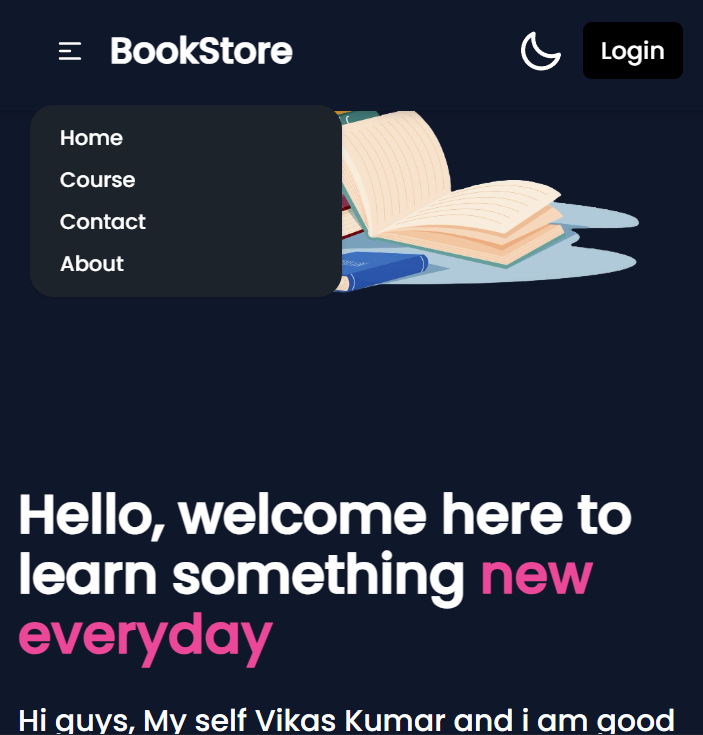 BookStore
Login
Home
Course
Contact
About
Hello, welcome here to
learn something new
everyday
Hi guys, My self Vikas Kumar and i am good